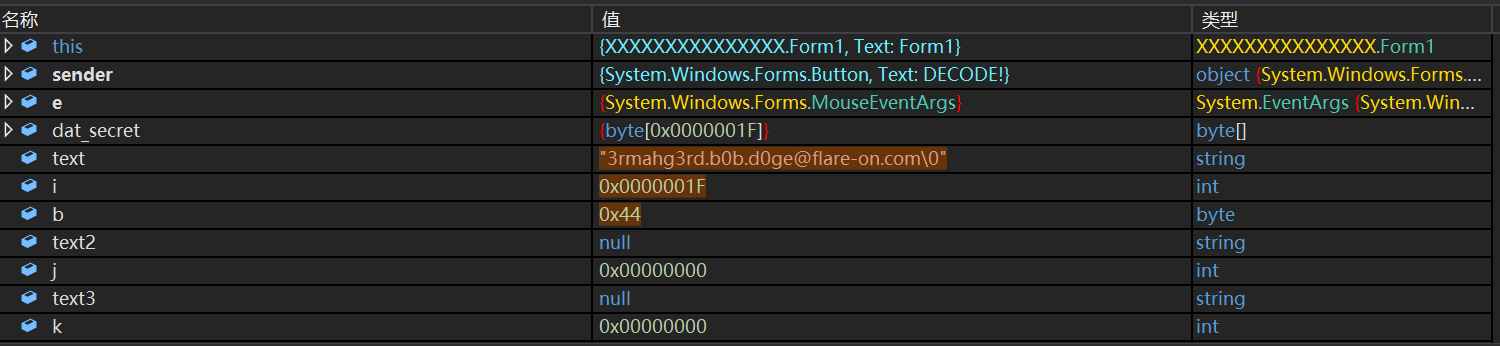 名称 值 类型
this {XXXXXXXXXXXXXXX.Form1, Text: Form1} XXXXXXXXXXXXXXX.Form1
sender {System.Windows.Forms.Button, Text: DECODE!} object {System.Windows.Forms....
e {System.Windows.Forms.MouseEventArgs} System.EventArgs {System.Win...
dat_secret {byte[0x0000001F]} byte[]
text "3rmahg3rd.b0b.d0ge@flare-on.com\0" string
i 0x0000001F int
b 0x44 byte
text2 null string
j 0x00000000 int
text3 null string
k 0x00000000 int